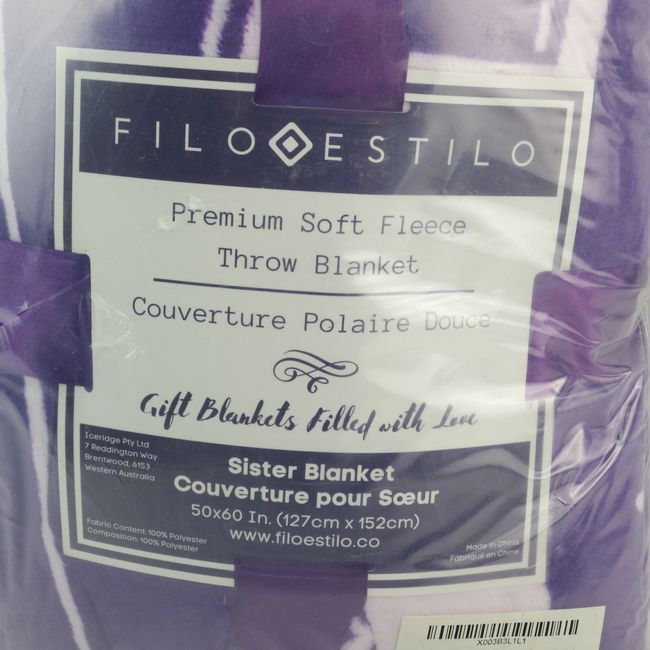 FILO ESTILO
Premium Soft Fleece
Throw Blanket
Couverture Polaire Douce
Gift Blankets Filled with Love
Iceridge Pty Ltd
7 Reddington Way
Brentwood, 6153
Western Australia
Sister Blanket
Couverture pour Sœur
50x60 In. (127cm x 152cm)
www.filoestilo.co
Fabric Content: 100% Polyester
Composition: 100% Polyester
Made in China
Fabriqué en Chine
X003B3L1L1